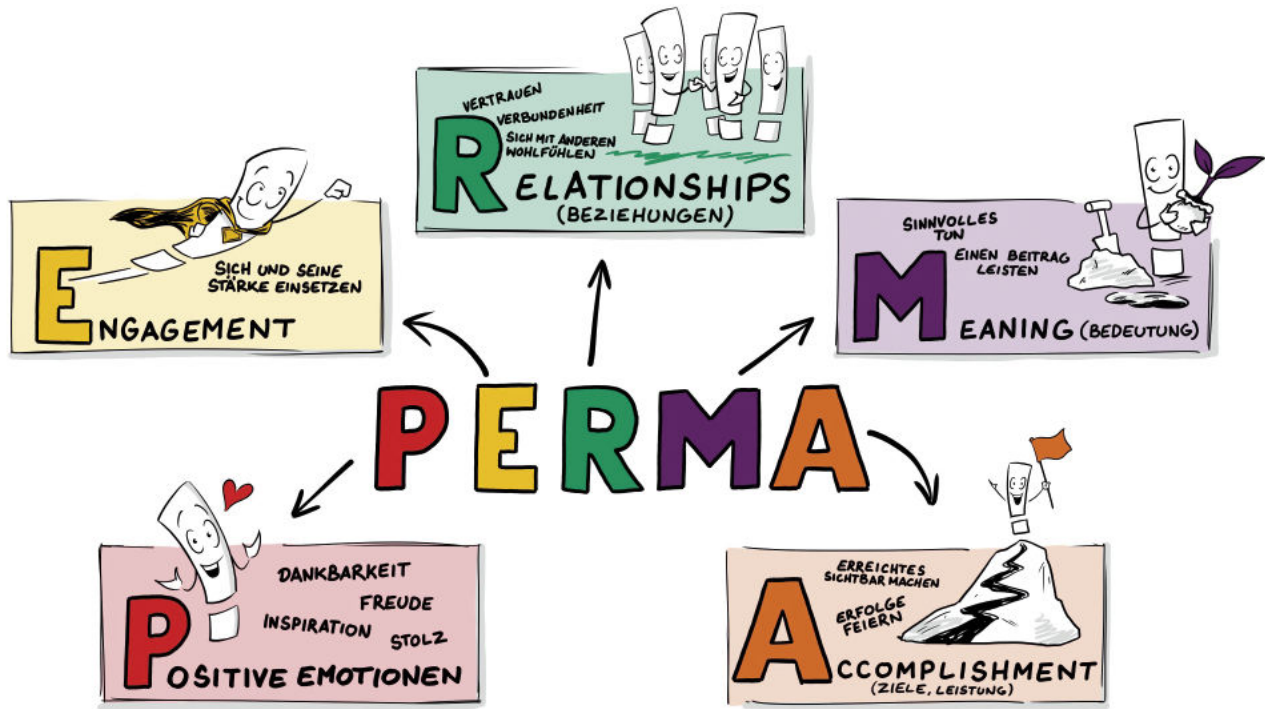 VERTRAUEN
VERBUNDENHEIT
SICH MIT ANDEREN
WOHLFÜHLEN
RELATIONSHIPS
(BEZIEHUNGEN)
SICH UND SEINE
STÄRKE EINSETZEN
ENGAGEMENT
SINNVOLLES
TUN
EINEN BEITRAG
LEISTEN
MEANING (BEDEUTUNG)
PERMA
DANKBARKEIT
FREUDE
INSPIRATION
STOLZ
POSITIVE EMOTIONEN
ERREICHTES
SICHTBAR MACHEN
ERFOLGE
FEIERN
ACCOMPLISHMENT
(ZIELE, LEISTUNG)